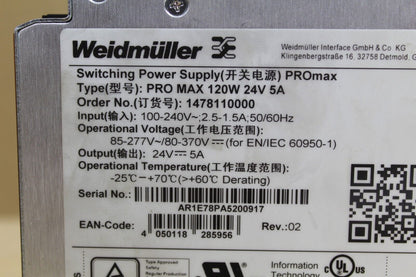 Weidmüller
Weidmüller Interface GmbH & Co. KG
Klingenbergstraße 16, 32758 Detmold, G
Switching Power Supply(开关电源) PROmax
Type(型号): PRO MAX 120W 24V 5A
Order No.(订货号): 1478110000
Input(输入): 100-240V~;2.5-1.5A;50/60Hz
Operational Voltage(工作电压范围):
85-277V~/80-370V⎓ (for EN/IEC 60950-1)
Output(输出): 24V⎓ 5A
Operational Temperature(工作温度范围):
-25℃~+70℃(>+60℃ Derating)
Serial No.:
AR1E78PA5200917
EAN-Code:
4 050118 285956
Rev.:02
Type Approved
Safety
Information Technology